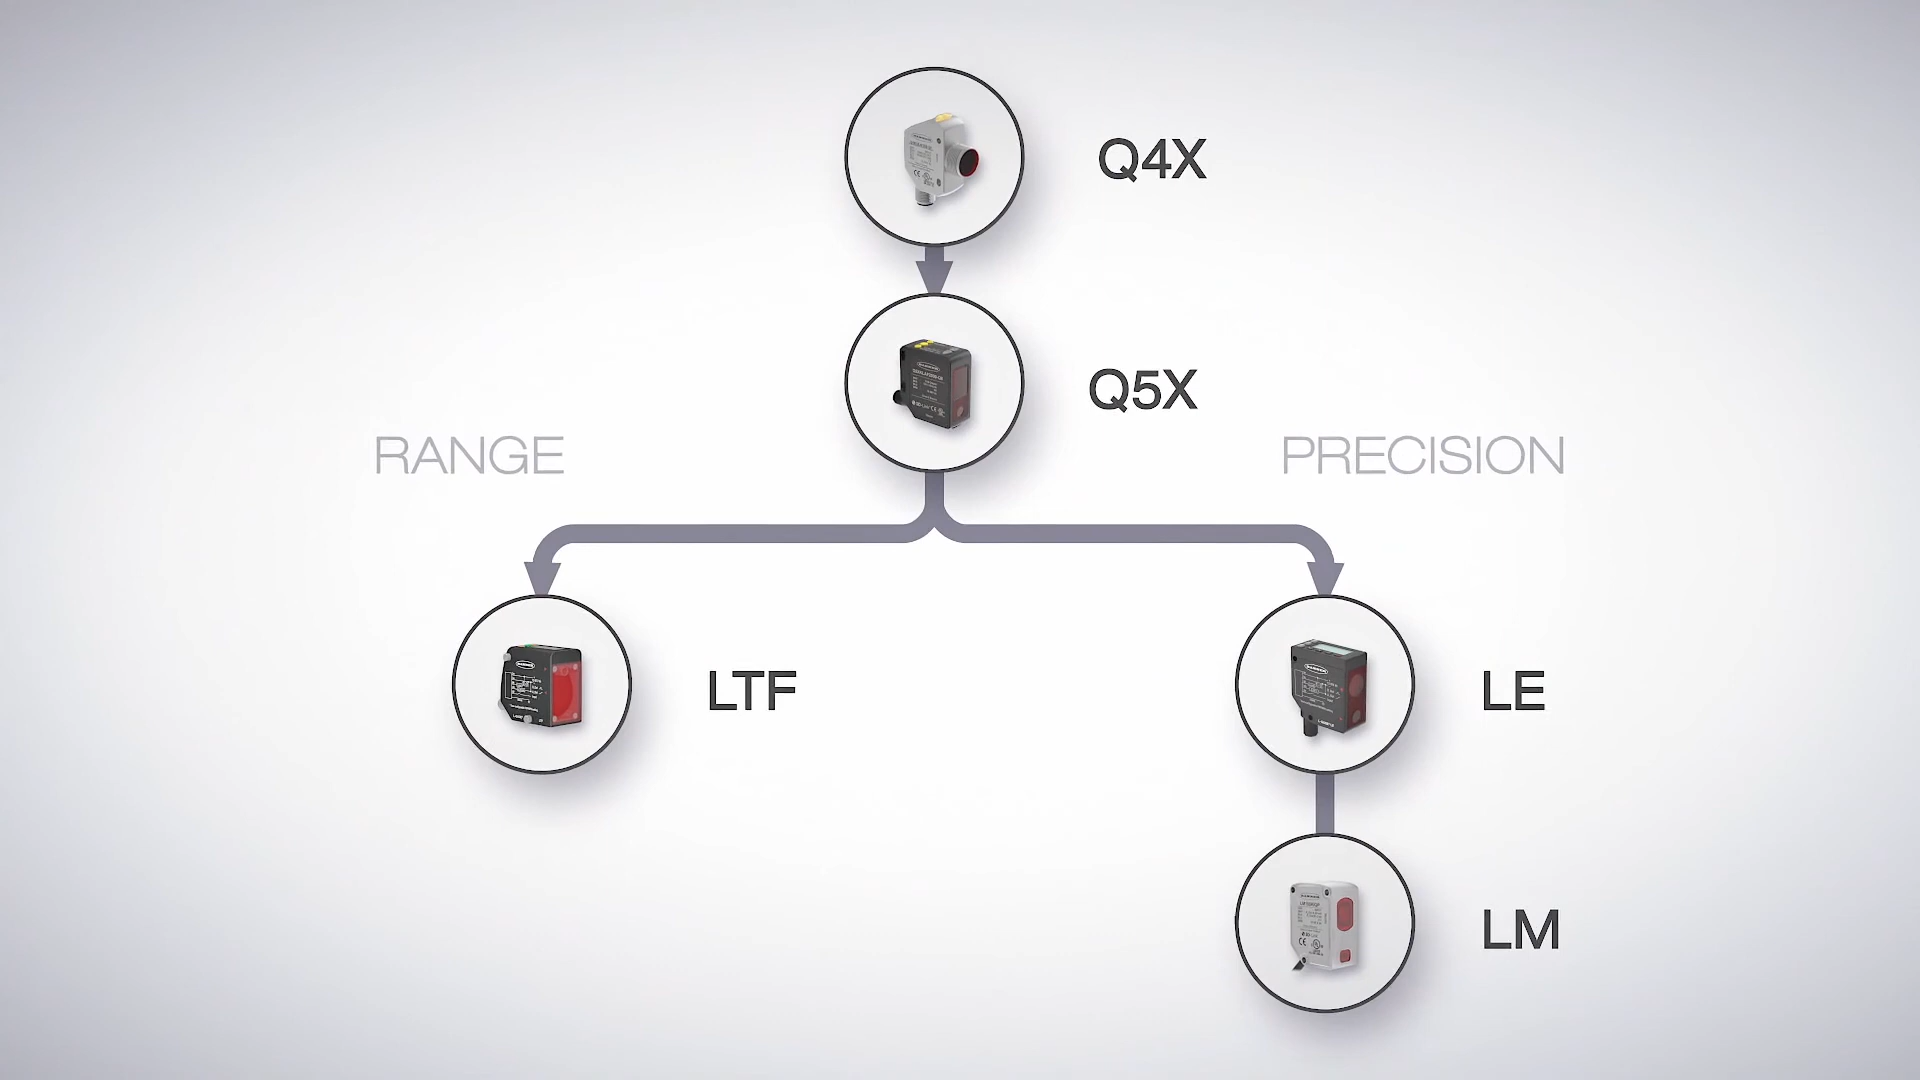 Q4X
Q5X
RANGE
PRECISION
LTF
LE
LM